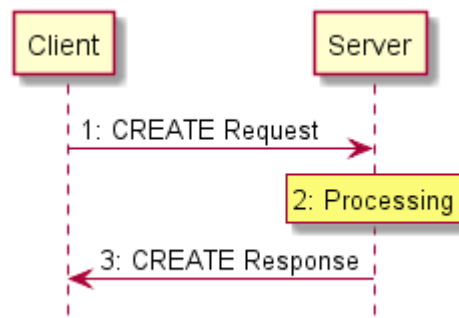 Client
Server
1: CREATE Request
2: Processing
3: CREATE Response